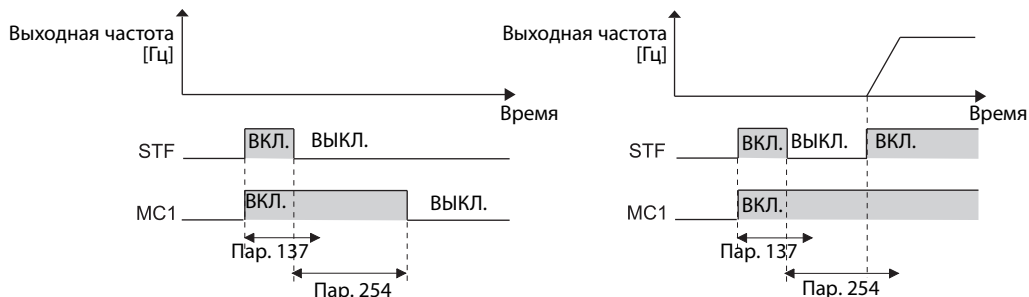 Выходная частота
[Гц]
Время
STF
ВКЛ.
ВЫКЛ.
MC1
ВКЛ.
ВЫКЛ.
Пар. 137
Пар. 254
Выходная частота
[Гц]
Время
STF
ВКЛ.
ВЫКЛ.
ВКЛ.
MC1
ВКЛ.
Пар. 137
Пар. 254